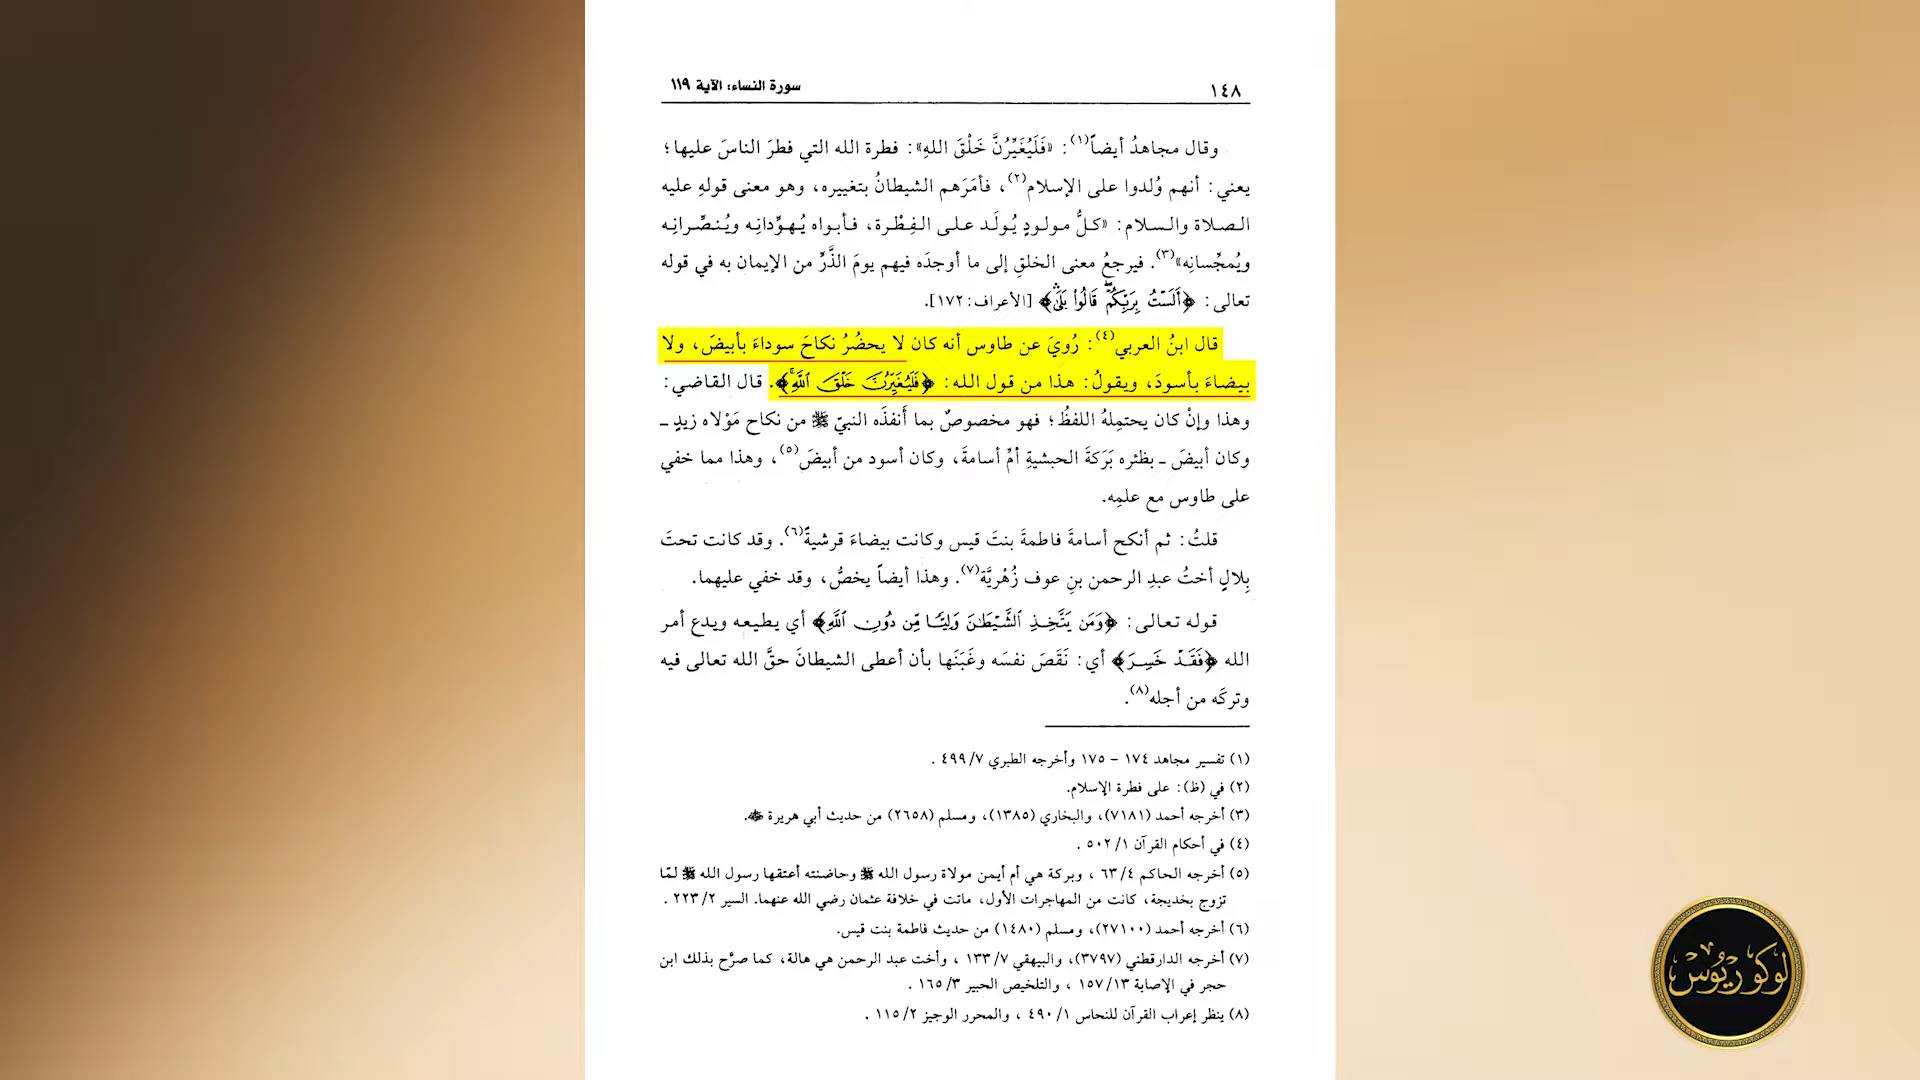 ١٤٨
سورة النساء: الآية ١١٩
وقال مجاهدُ أيضاً(١): «فَلَيُغَيِّرُنَّ خَلْقَ اللهِ»: فطرة الله التي فطرَ الناسَ عليها؛
يعني: أنهم وُلدوا على الإسلام(٢)، فأمَرَهم الشيطانُ بتغييره، وهو معنى قولهِ عليه
الصلاة والسلام: «كلُّ مولودٍ يُولَد على الفِطْرة، فأبواه يُهوِّدانِه ويُنصِّرانِه
ويُمجِّسانِه»(٣). فيرجعُ معنى الخلقِ إلى ما أوجدَه فيهم يومَ الذَّرِّ من الإيمان به في قوله
تعالى: ﴿أَلَسْتُ بِرَبِّكُمْ قَالُوا۟ بَلَىٰ﴾ [الأعراف: ١٧٢].
قال ابنُ العربي(٤): رُويَ عن طاوس أنه كان لا يحضُرُ نكاحَ سوداءَ بأبيضَ، ولا
بيضاءَ بأسودَ، ويقولُ: هذا من قول الله: ﴿فَلَيُغَيِّرُنَّ خَلْقَ ٱللَّهِ﴾. قال القاضي:
وهذا وإنْ كان يحتمِلهُ اللفظُ؛ فهو مخصوصٌ بما أَنفذَه النبيّ ﷺ من نكاح مَوْلاه زيدٍ ـ
وكان أبيضَ ـ بظئره بَرَكةَ الحبشيةِ أمِّ أسامةَ، وكان أسود من أبيضَ(٥)، وهذا مما خفي
على طاوس مع علمِه.
قلتُ: ثم أنكح أسامةَ فاطمةَ بنتَ قيس وكانت بيضاءَ قرشيةً(٦). وقد كانت تحتَ
بِلالٍ أختُ عبدِ الرحمن بنِ عوف زُهْريَّة(٧). وهذا أيضاً يخصُّ، وقد خفي عليهما.
قوله تعالى: ﴿وَمَن يَتَّخِذِ ٱلشَّيْطَٰنَ وَلِيًّا مِّن دُونِ ٱللَّهِ﴾ أي يطيعه ويدع أمر
الله ﴿فَقَدْ خَسِرَ﴾ أي: نَقَصَ نفسَه وغَبَنَها بأن أعطى الشيطانَ حقَّ الله تعالى فيه
وتركَه من أجله(٨).
(١) تفسير مجاهد ١٧٤ - ١٧٥ وأخرجه الطبري ٧/ ٤٩٩ .
(٢) في (ظ): على فطرة الإسلام.
(٣) أخرجه أحمد (٧١٨١)، والبخاري (١٣٨٥)، ومسلم (٢٦٥٨) من حديث أبي هريرة ﷺ.
(٤) في أحكام القرآن ١/ ٥٠٢ .
(٥) أخرجه الحاكم ٤/ ٦٣ ، وبركة هي أم أيمن مولاة رسول الله ﷺ وحاضنته أعتقها رسول الله ﷺ لمّا
تزوج بخديجة، كانت من المهاجرات الأول، ماتت في خلافة عثمان رضي الله عنهما. السير ٢/ ٢٢٣ .
(٦) أخرجه أحمد (٢٧١٠٠)، ومسلم (١٤٨٠) من حديث فاطمة بنت قيس.
(٧) أخرجه الدارقطني (٣٧٩٧)، والبيهقي ٧/ ١٣٣ ، وأخت عبد الرحمن هي هالة، كما صرَّح بذلك ابن
حجر في الإصابة ١٣/ ١٥٧ ، والتلخيص الحبير ٣/ ١٦٥ .
(٨) ينظر إعراب القرآن للنحاس ١/ ٤٩٠ ، والمحرر الوجيز ٢/ ١١٥ .
لوكوريوس